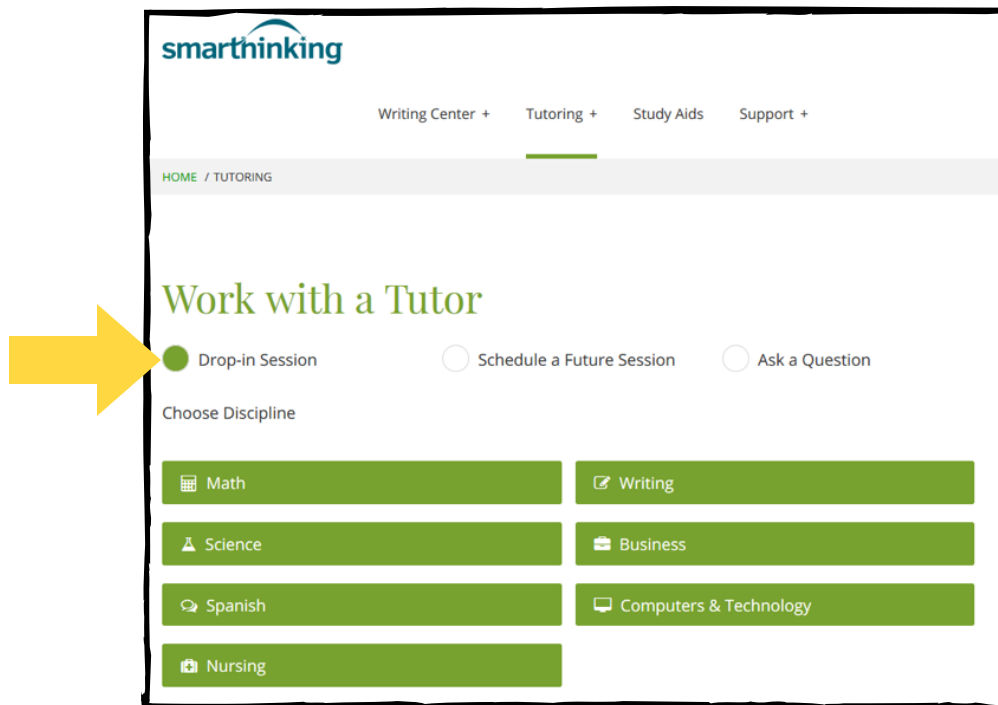 smarthinking
Writing Center + Tutoring + Study Aids Support +
HOME / TUTORING
Work with a Tutor
Drop-in Session Schedule a Future Session Ask a Question
Choose Discipline
Math Writing
Science Business
Spanish Computers & Technology
Nursing